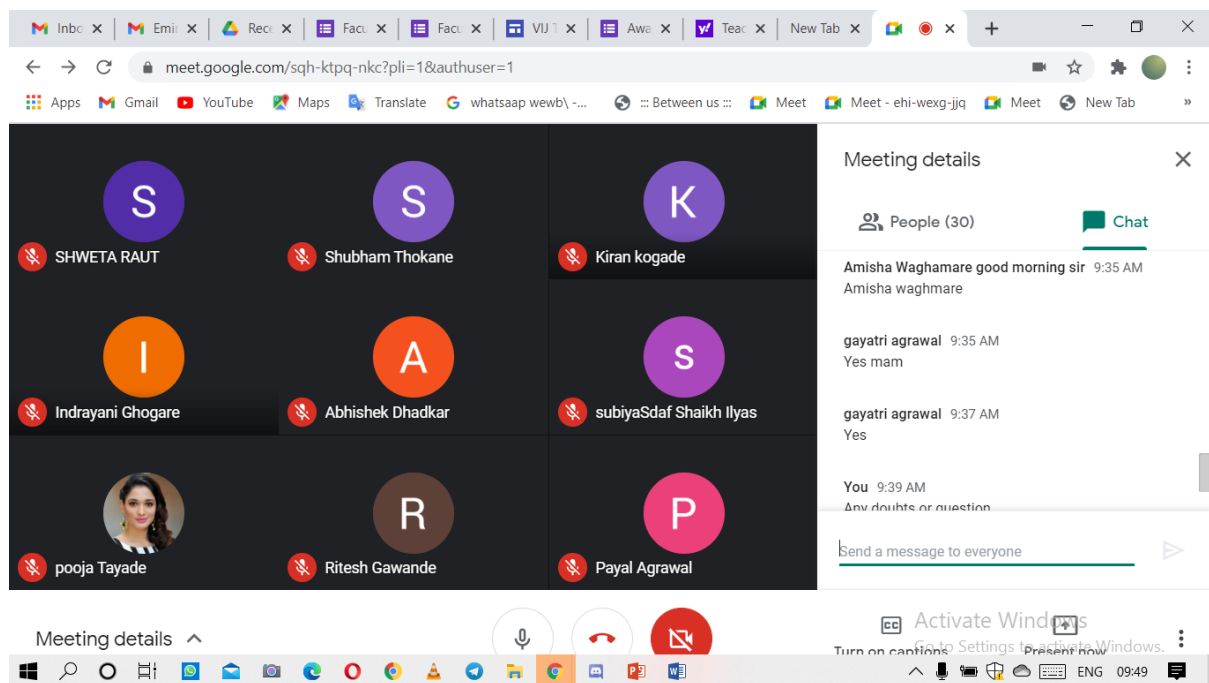 Inbo Emin Rece Facu Facu VIJ T Awa Teac New Tab
meet.google.com/sqh-ktpq-nkc?pli=1&authuser=1
Apps Gmail YouTube Maps Translate whatsaap wewb\ -... ::: Between us ::: Meet Meet - ehi-wexg-jjq Meet New Tab »
S
SHWETA RAUT
S
Shubham Thokane
K
Kiran kogade
I
Indrayani Ghogare
A
Abhishek Dhadkar
s
subiyaSdaf Shaikh Ilyas
pooja Tayade
R
Ritesh Gawande
P
Payal Agrawal
Meeting details
People (30) Chat
Amisha Waghamare good morning sir 9:35 AM
Amisha waghmare
gayatri agrawal 9:35 AM
Yes mam
gayatri agrawal 9:37 AM
Yes
You 9:39 AM
Any doubts or question
Send a message to everyone
Meeting details
Turn on captions Present now
Activate Windows
Go to Settings to activate Windows.
ENG 09:49